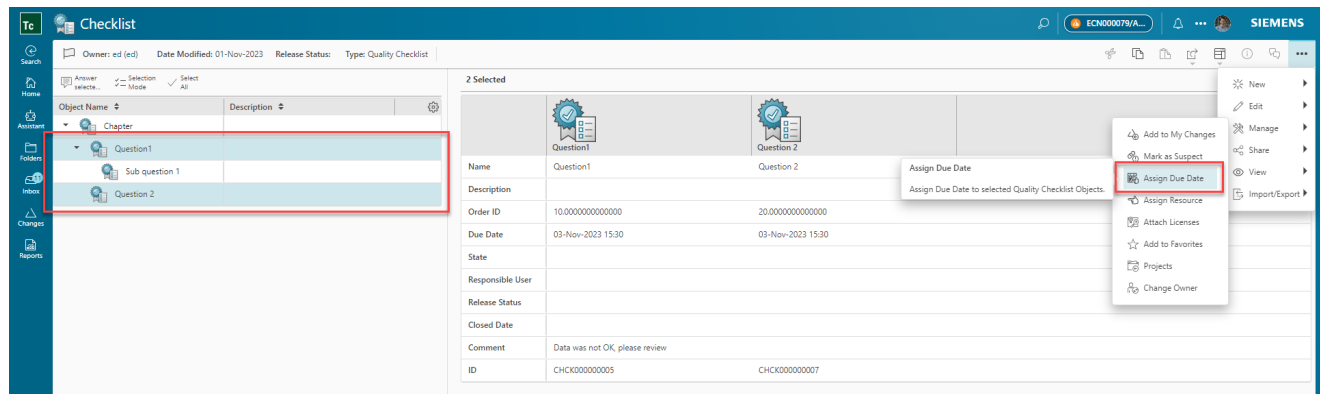 Tc Checklist ECN000079/A... SIEMENS
Owner: ed (ed) Date Modified: 01-Nov-2023 Release Status: Type: Quality Checklist
Search
Home
Assistant
Folders
Inbox
11
Changes
Reports
Answer selecte...
Selection Mode
Select All
Object Name Description
Chapter
Question1
Sub question 1
Question 2
2 Selected
Question1 Question 2
Name Question1 Question 2
Description
Order ID 10.0000000000000 20.0000000000000
Due Date 03-Nov-2023 15:30 03-Nov-2023 15:30
State
Responsible User
Release Status
Closed Date
Comment Data was not OK, please review
ID CHCK000000005 CHCK000000007
Assign Due Date
Assign Due Date to selected Quality Checklist Objects.
Add to My Changes
Mark as Suspect
Assign Due Date
Assign Resource
Attach Licenses
Add to Favorites
Projects
Change Owner
New
Edit
Manage
Share
View
Import/Export